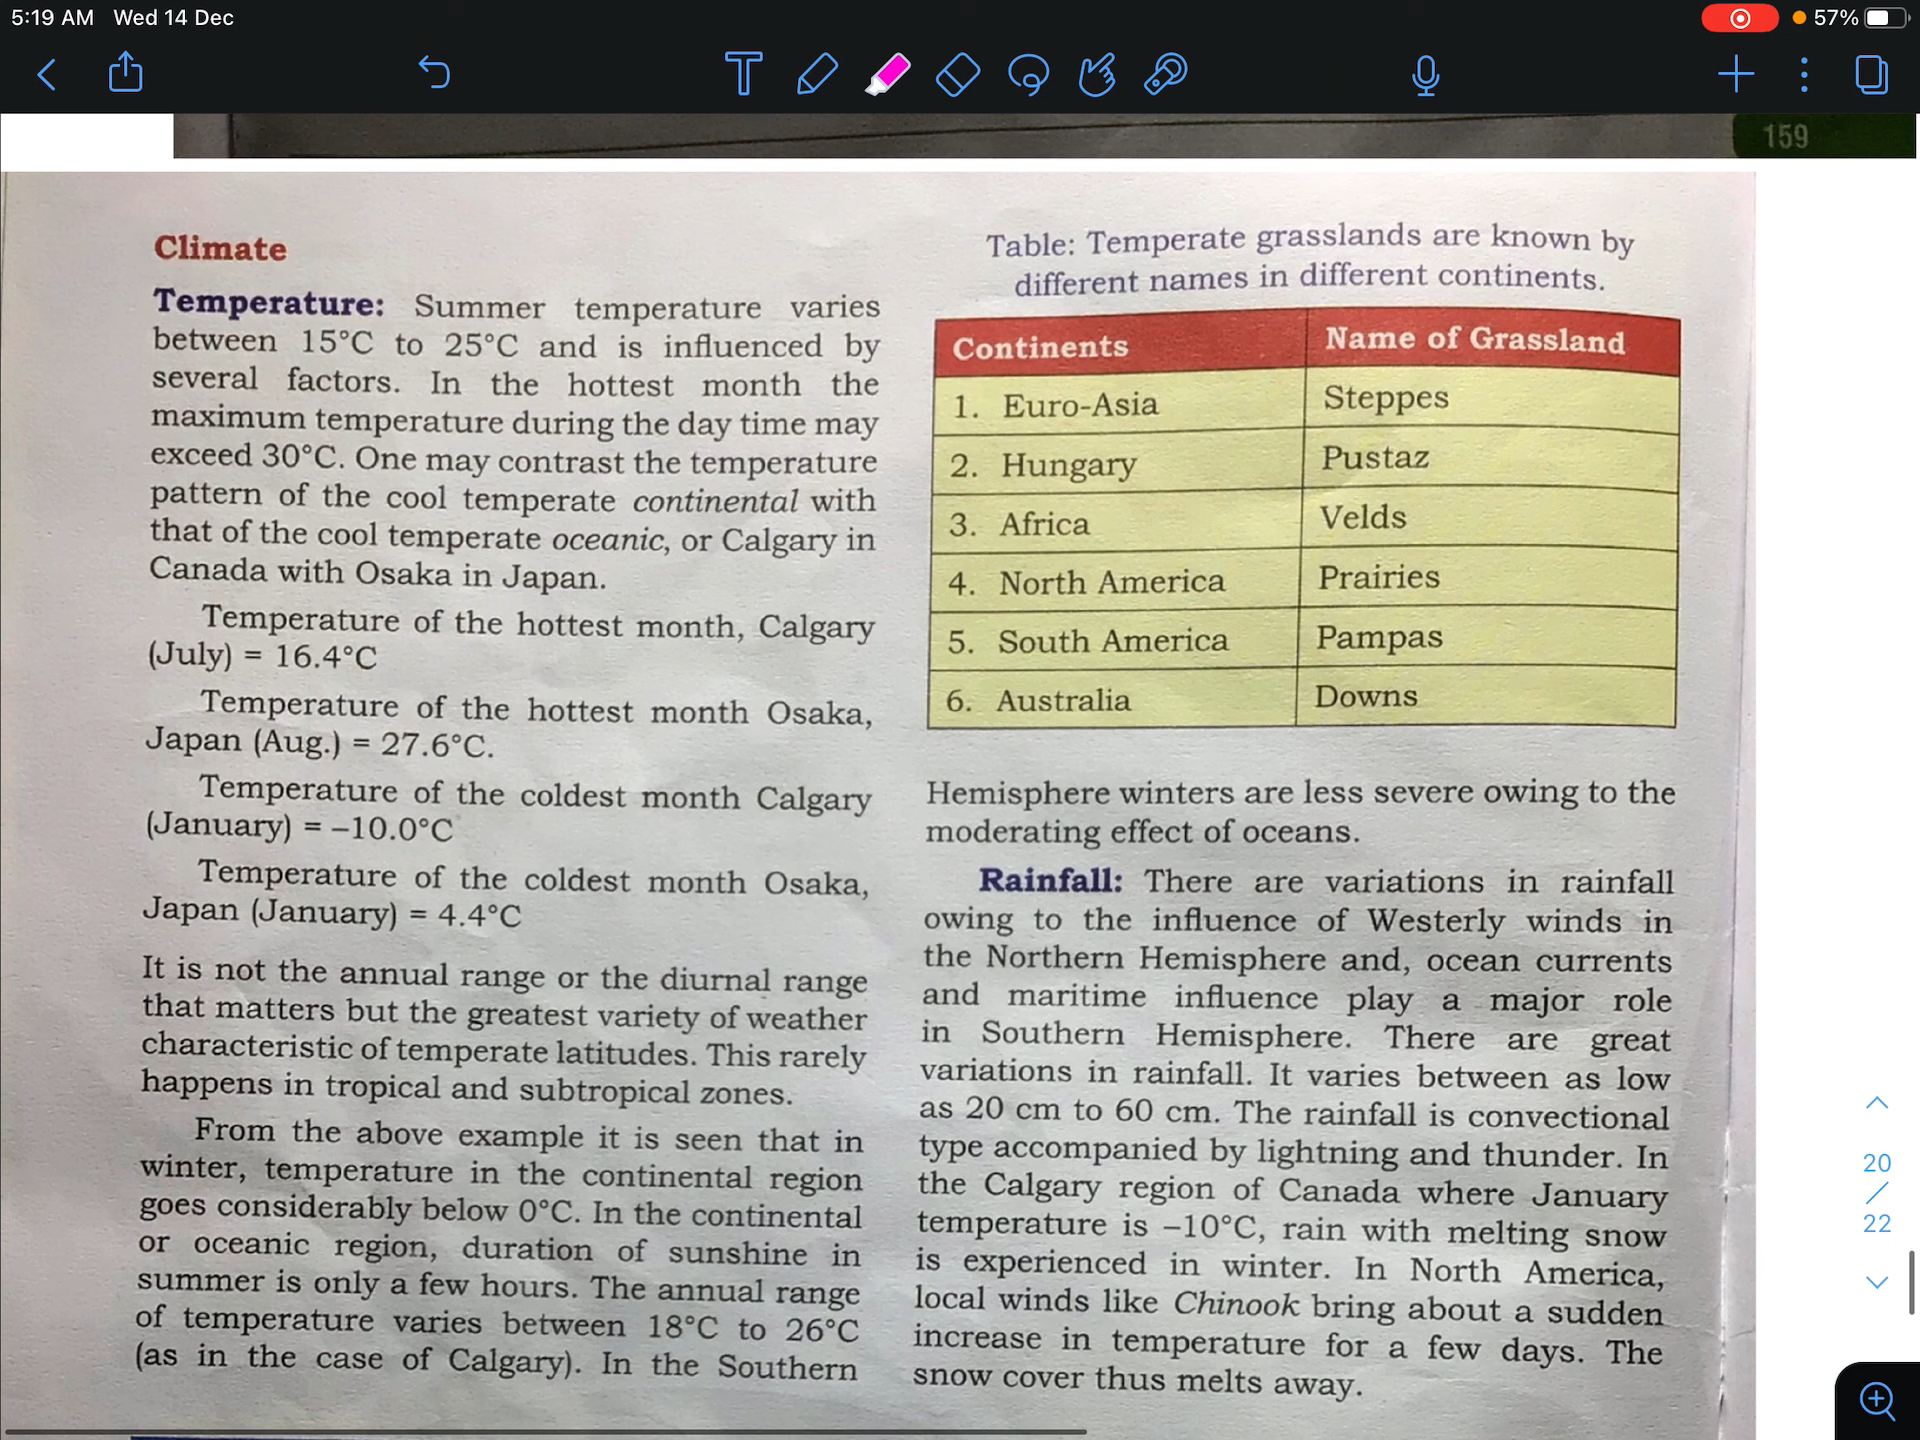 5:19 AM Wed 14 Dec
57%
159
Climate
Temperature: Summer temperature varies
between 15°C to 25°C and is influenced by
several factors. In the hottest month the
maximum temperature during the day time may
exceed 30°C. One may contrast the temperature
pattern of the cool temperate continental with
that of the cool temperate oceanic, or Calgary in
Canada with Osaka in Japan.
Temperature of the hottest month, Calgary
(July) = 16.4°C
Temperature of the hottest month Osaka,
Japan (Aug.) = 27.6°C.
Temperature of the coldest month Calgary
(January) = –10.0°C
Temperature of the coldest month Osaka,
Japan (January) = 4.4°C
It is not the annual range or the diurnal range
that matters but the greatest variety of weather
characteristic of temperate latitudes. This rarely
happens in tropical and subtropical zones.
From the above example it is seen that in
winter, temperature in the continental region
goes considerably below 0°C. In the continental
or oceanic region, duration of sunshine in
summer is only a few hours. The annual range
of temperature varies between 18°C to 26°C
(as in the case of Calgary). In the Southern
Table: Temperate grasslands are known by
different names in different continents.
Continents Name of Grassland
1. Euro-Asia Steppes
2. Hungary Pustaz
3. Africa Velds
4. North America Prairies
5. South America Pampas
6. Australia Downs
Hemisphere winters are less severe owing to the
moderating effect of oceans.
Rainfall: There are variations in rainfall
owing to the influence of Westerly winds in
the Northern Hemisphere and, ocean currents
and maritime influence play a major role
in Southern Hemisphere. There are great
variations in rainfall. It varies between as low
as 20 cm to 60 cm. The rainfall is convectional
type accompanied by lightning and thunder. In
the Calgary region of Canada where January
temperature is –10°C, rain with melting snow
is experienced in winter. In North America,
local winds like Chinook bring about a sudden
increase in temperature for a few days. The
snow cover thus melts away.
20
/
22